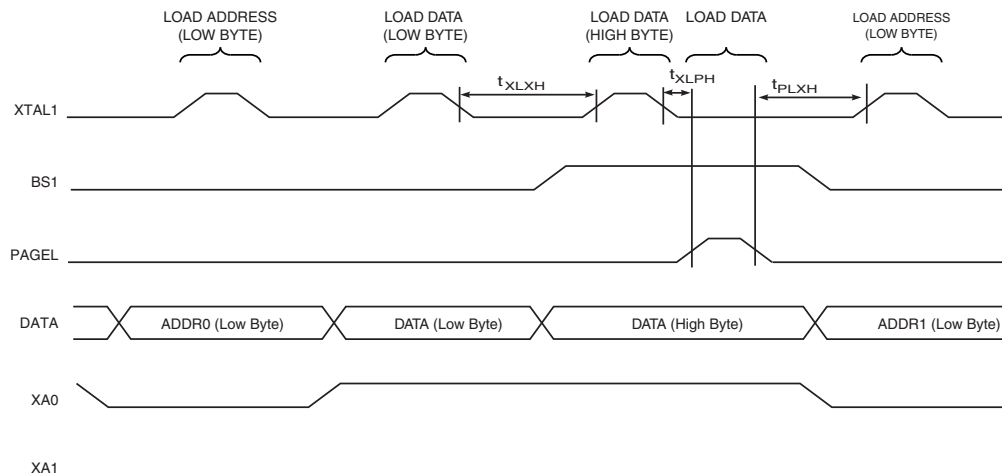 LOAD ADDRESS
(LOW BYTE)
LOAD DATA
(LOW BYTE)
LOAD DATA
(HIGH BYTE)
LOAD DATA
LOAD ADDRESS
(LOW BYTE)
tXLXH
tXLPH
tPLXH
XTAL1
BS1
PAGEL
DATA
ADDR0 (Low Byte)
DATA (Low Byte)
DATA (High Byte)
ADDR1 (Low Byte)
XA0
XA1